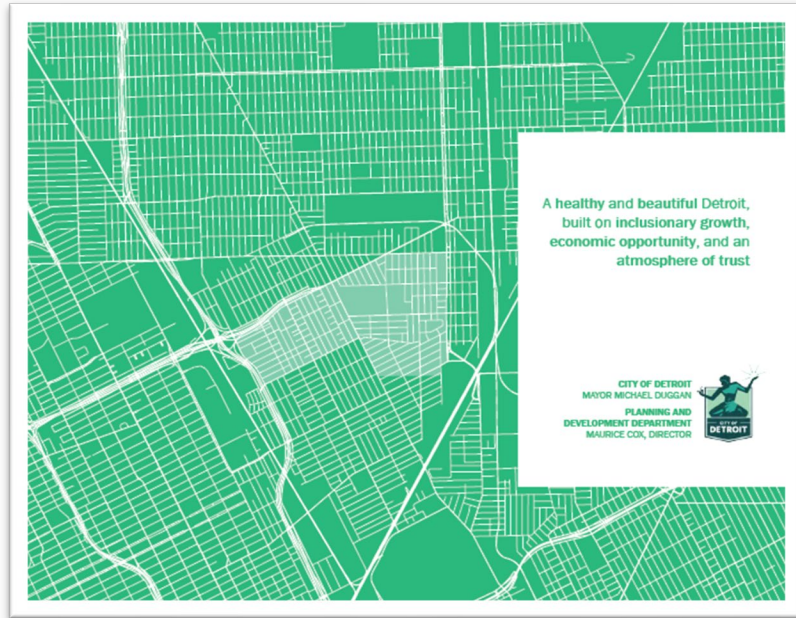 A healthy and beautiful Detroit,
built on inclusionary growth,
economic opportunity, and an
atmosphere of trust
CITY OF DETROIT
MAYOR MICHAEL DUGGAN
PLANNING AND
DEVELOPMENT DEPARTMENT
MAURICE COX, DIRECTOR
CITY OF
DETROIT